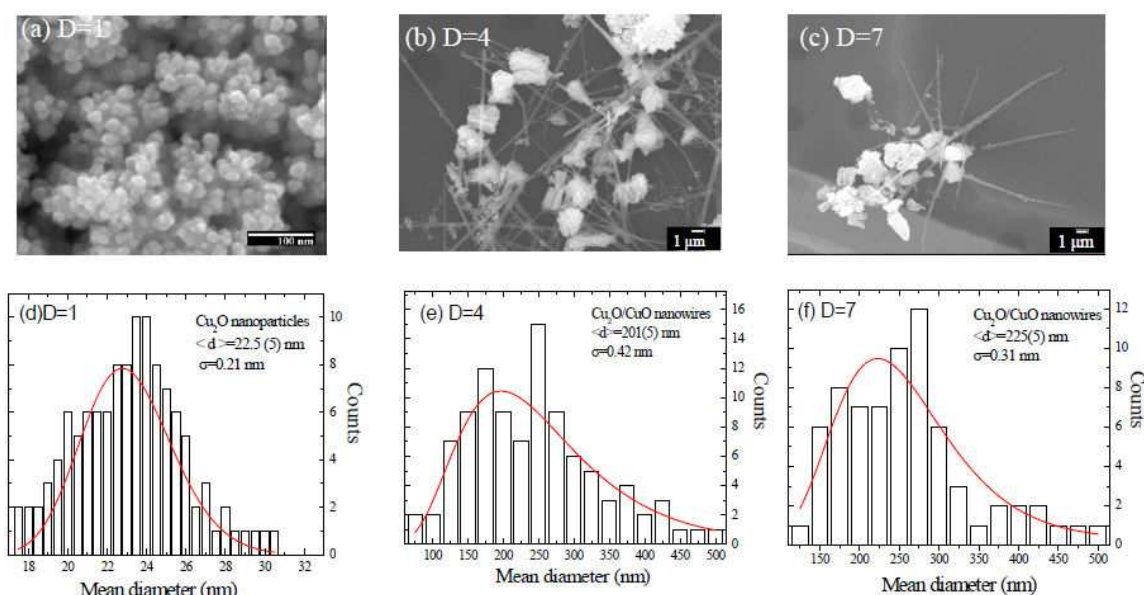 (a) D=1
(b) D=4
(c) D=7
100 nm
1 μm
1 μm
(d)D=1
Cu₂O nanoparticles
<d>=22.5 (5) nm
σ=0.21 nm
10
8
6
4
2
0
Counts
18 20 22 24 26 28 30 32
Mean diameter (nm)
(e) D=4
Cu₂O/CuO nanowires
<d>=201(5) nm
σ=0.42 nm
16
14
12
10
8
6
4
2
0
Counts
100 150 200 250 300 350 400 450 500
Mean diameter (nm)
(f) D=7
Cu₂O/CuO nanowires
<d>=225(5) nm
σ=0.31 nm
12
10
8
6
4
2
0
Counts
150 200 250 300 350 400 450 500
Mean diameter (nm)